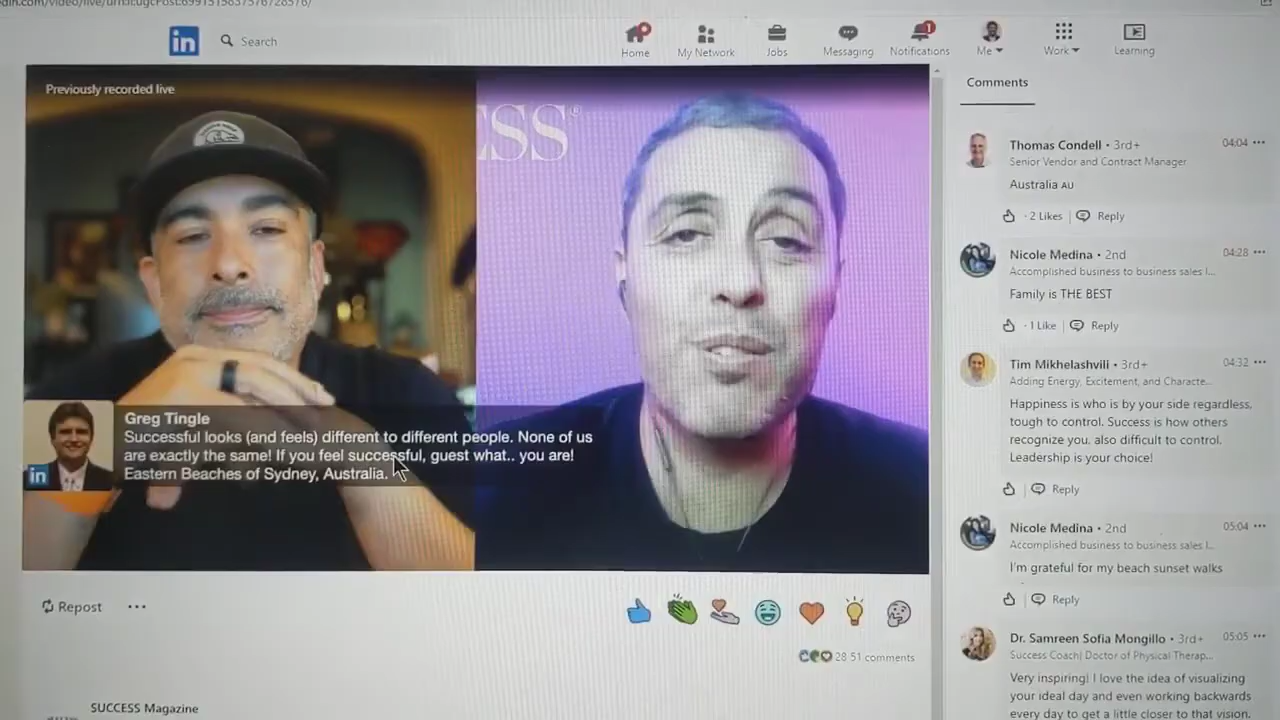 in
Search
Home
My Network
Jobs
Messaging
1
Notifications
Me
Work
Learning
Previously recorded live
ESS®
Greg Tingle
Successful looks (and feels) different to different people. None of us
are exactly the same! If you feel successful, guest what.. you are!
Eastern Beaches of Sydney, Australia.
in
Repost
28 51 comments
SUCCESS Magazine
Comments
Thomas Condell • 3rd+
04:04
Senior Vendor and Contract Manager
Australia AU
· 2 Likes
Reply
Nicole Medina • 2nd
04:28
Accomplished business to business sales l...
Family is THE BEST
· 1 Like
Reply
Tim Mikhelashvili • 3rd+
04:32
Adding Energy, Excitement, and Characte...
Happiness is who is by your side regardless,
tough to control. Success is how others
recognize you. also difficult to control.
Leadership is your choice!
Reply
Nicole Medina • 2nd
05:04
Accomplished business to business sales l...
I'm grateful for my beach sunset walks
Reply
Dr. Samreen Sofia Mongillo • 3rd+
05:05
Success Coach| Doctor of Physical Therap...
Very inspiring! I love the idea of visualizing
your ideal day and even working backwards
every day to get a little closer to that vision.